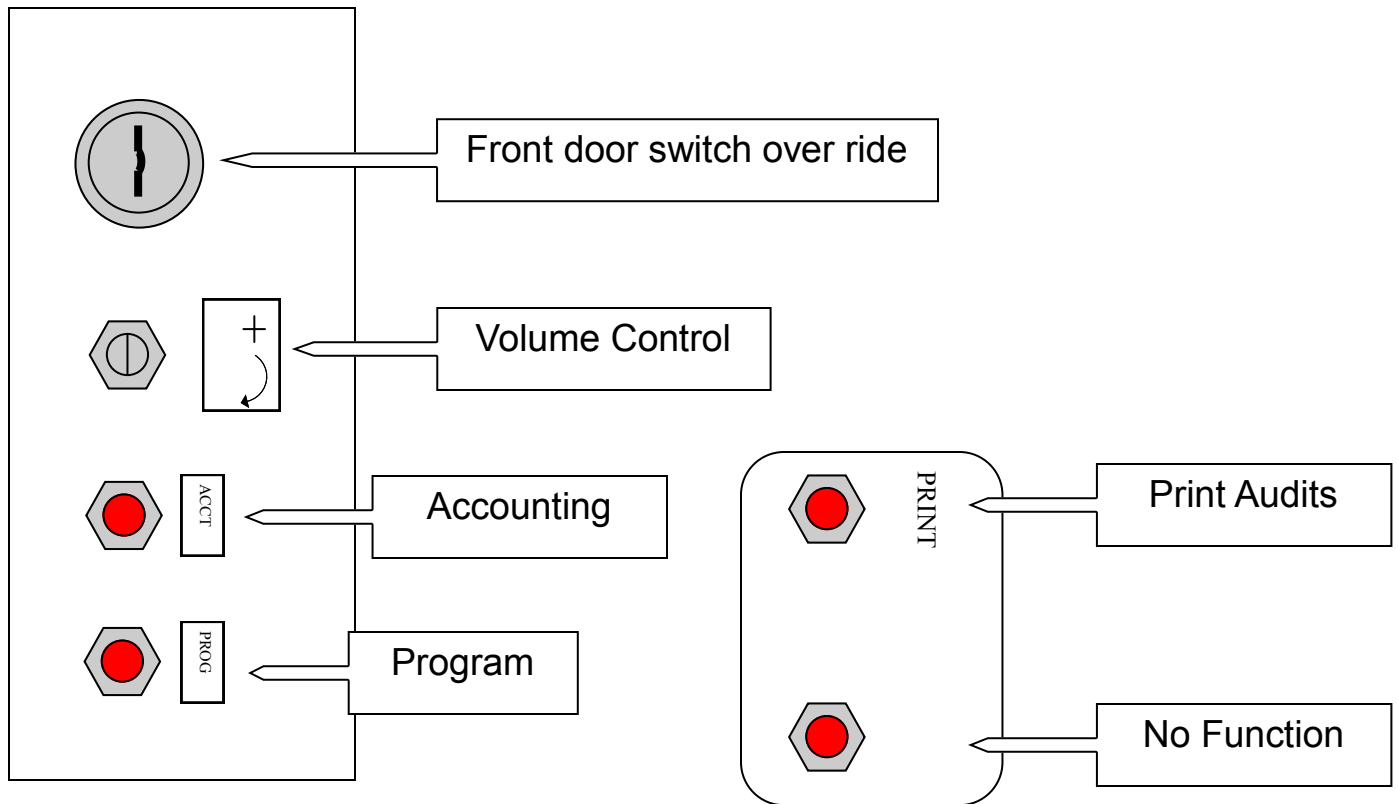 Front door switch over ride
+
Volume Control
ACCT
Accounting
PROG
Program
PRINT
Print Audits
No Function